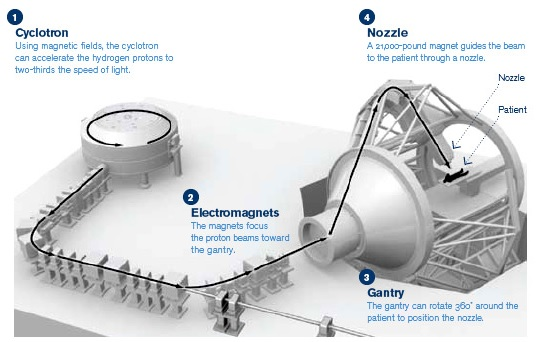 1
Cyclotron
Using magnetic fields, the cyclotron
can accelerate the hydrogen protons to
two-thirds the speed of light.
4
Nozzle
A 21,000-pound magnet guides the beam
to the patient through a nozzle.
Nozzle
Patient
2
Electromagnets
The magnets focus
the proton beams toward
the gantry.
3
Gantry
The gantry can rotate 360° around the
patient to position the nozzle.